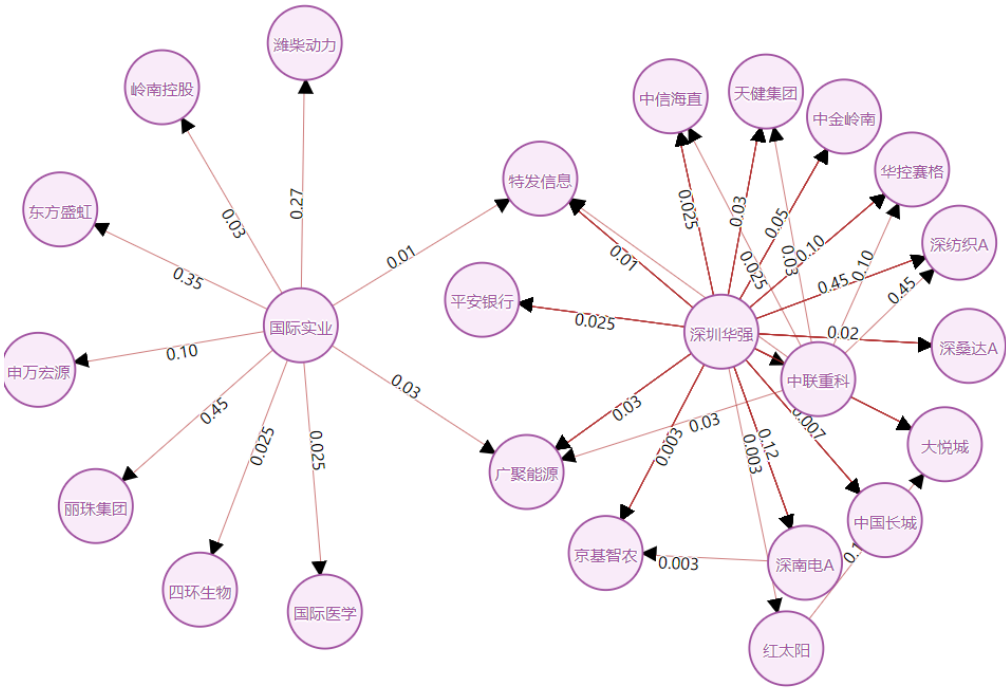 潍柴动力
岭南控股
东方盛虹
申万宏源
丽珠集团
四环生物
国际医学
国际实业
0.27
0.03
0.35
0.10
0.45
0.025
0.025
0.01
0.03
特发信息
平安银行
广聚能源
京基智农
深南电A
红太阳
中国长城
大悦城
深桑达A
深纺织A
华控赛格
中金岭南
天健集团
中信海直
深圳华强
中联重科
0.01
0.025
0.025
0.03
0.05
0.10
0.45
0.02
0.025
0.03
0.10
0.45
0.03
0.03
0.003
0.003
0.12
0.007
0.003